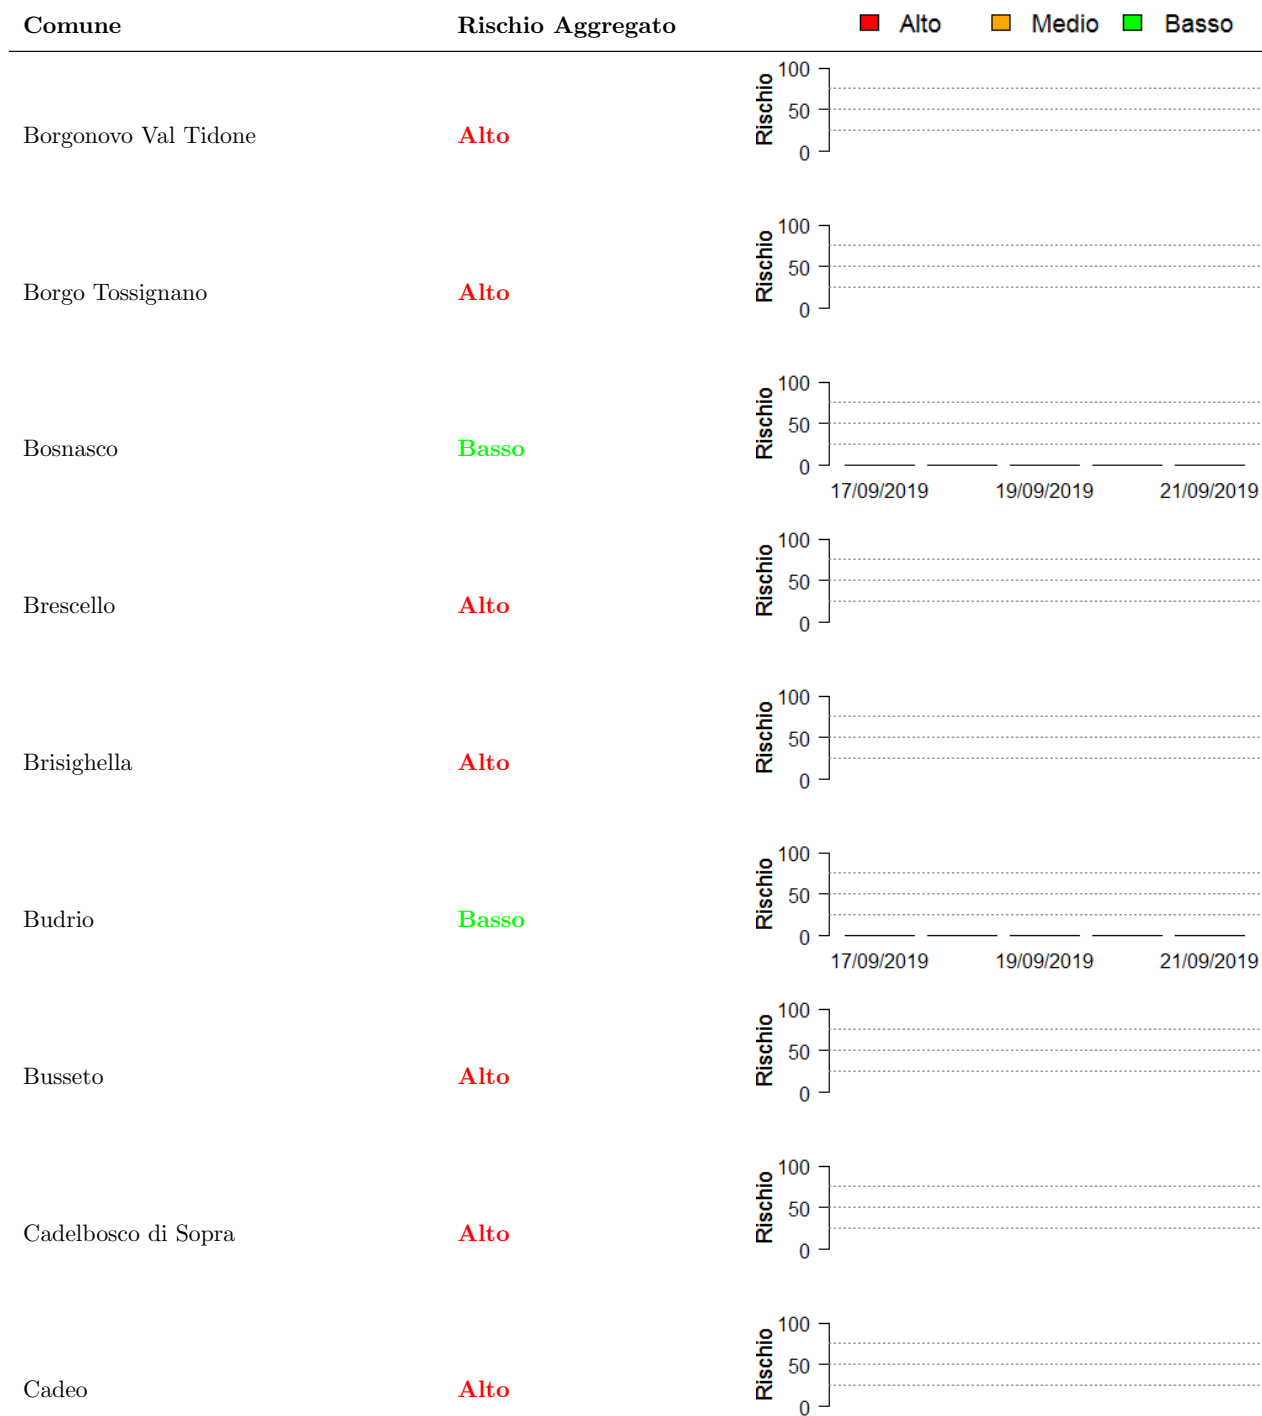 Comune Rischio Aggregato Alto Medio Basso
100
50
0
Rischio
Borgonovo Val Tidone Alto
100
50
0
Rischio
Borgo Tossignano Alto
100
50
0
Rischio
Bosnasco Basso
17/09/2019 19/09/2019 21/09/2019
100
50
0
Rischio
Brescello Alto
100
50
0
Rischio
Brisighella Alto
100
50
0
Rischio
Budrio Basso
17/09/2019 19/09/2019 21/09/2019
100
50
0
Rischio
Busseto Alto
100
50
0
Rischio
Cadelbosco di Sopra Alto
100
50
0
Rischio
Cadeo Alto